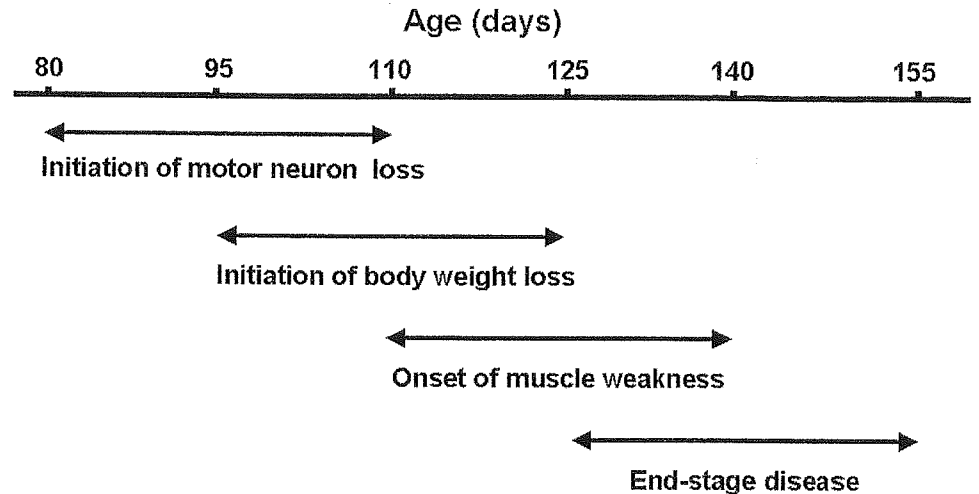 Age (days)
80 95 110 125 140 155
Initiation of motor neuron loss
Initiation of body weight loss
Onset of muscle weakness
End-stage disease